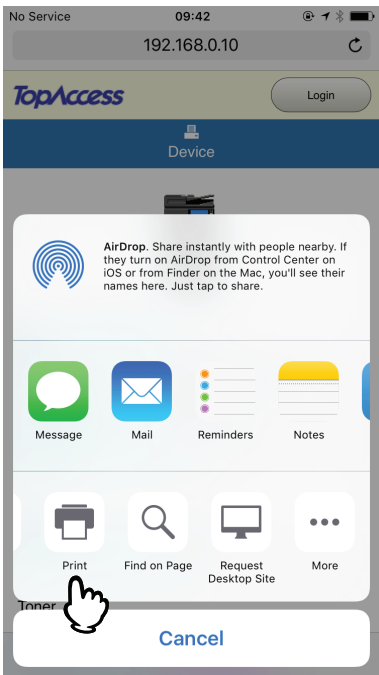 No Service 09:42
192.168.0.10
TopAccess Login
Device
AirDrop. Share instantly with people nearby. If
they turn on AirDrop from Control Center on
iOS or from Finder on the Mac, you'll see their
names here. Just tap to share.
Message Mail Reminders Notes
Print Find on Page Request
Desktop Site More
Toner
Cancel